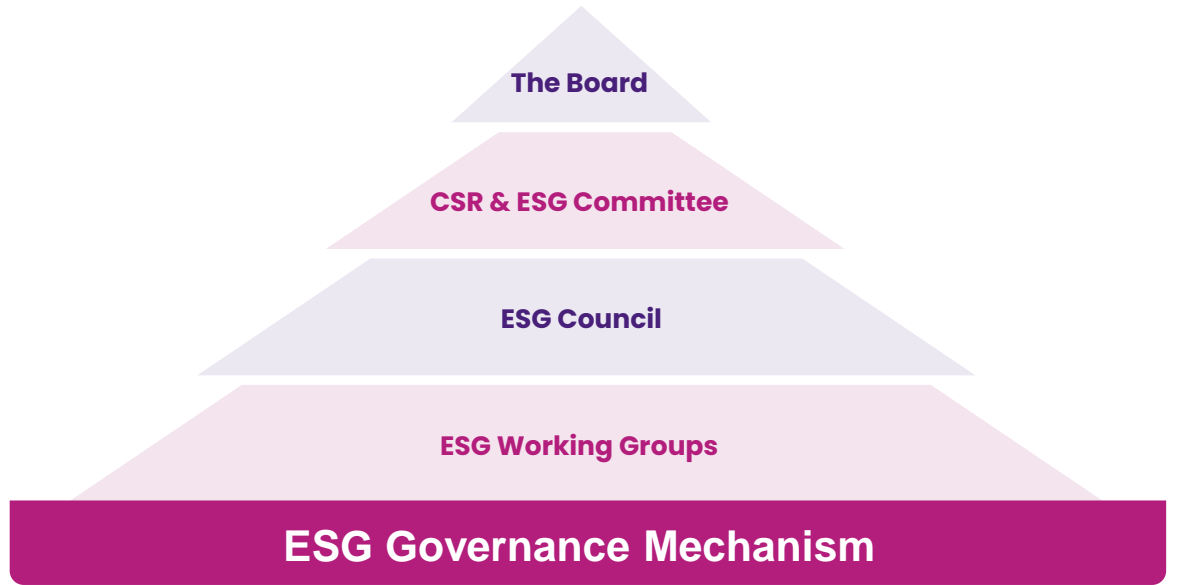 The Board
CSR & ESG Committee
ESG Council
ESG Working Groups
ESG Governance Mechanism